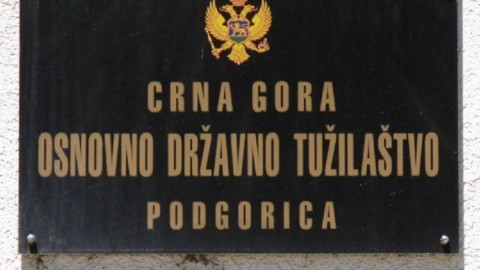 CRNA GORA
OSNOVNO DRŽAVNO TUŽILAŠTVO
PODGORICA